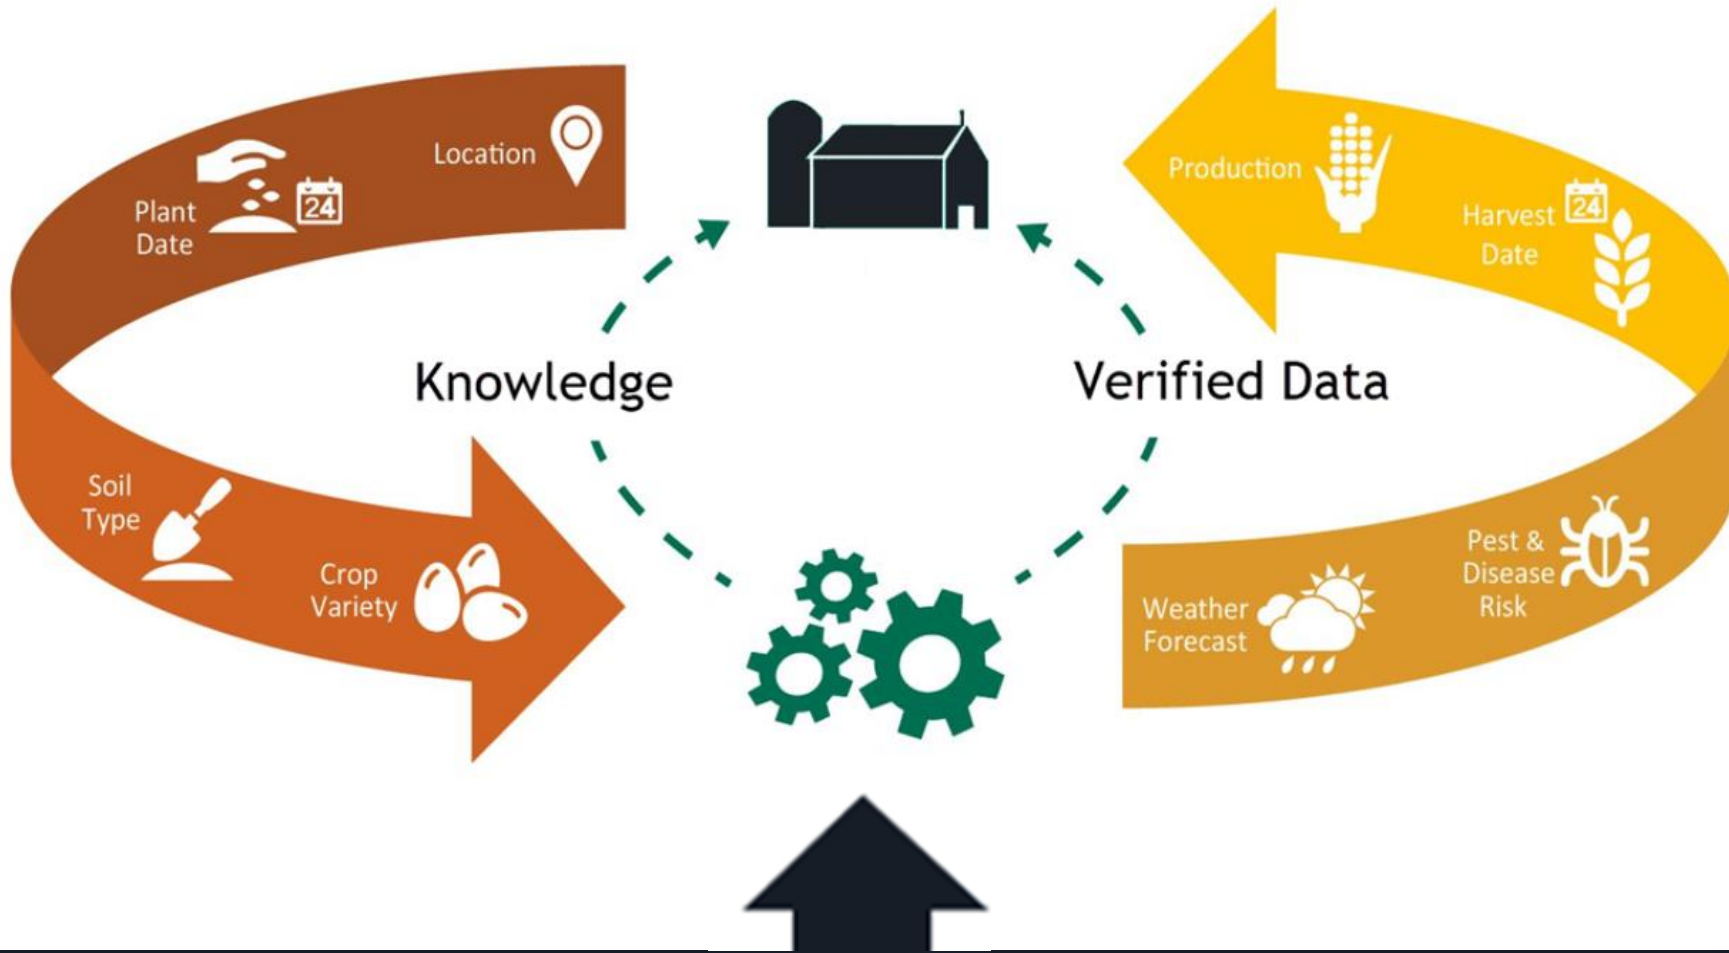 Location
Plant
Date
24
Soil
Type
Crop
Variety
Knowledge
Verified Data
Production
Harvest
Date
24
Pest &
Disease
Risk
Weather
Forecast